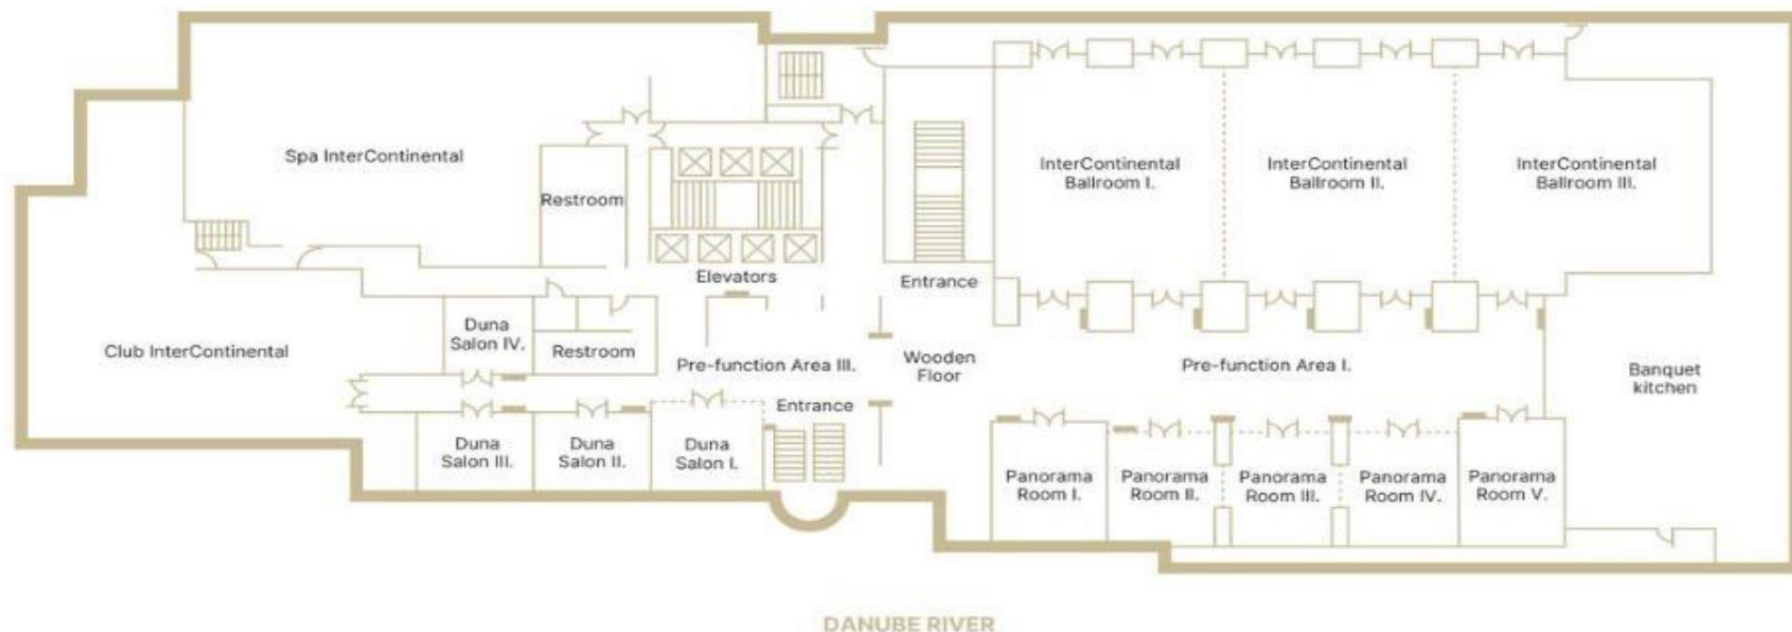 Spa InterContinental
Restroom
Elevators
Entrance
InterContinental
Ballroom I.
InterContinental
Ballroom II.
InterContinental
Ballroom III.
Club InterContinental
Duna
Salon IV.
Restroom
Pre-function Area III.
Wooden
Floor
Pre-function Area I.
Banquet
kitchen
Entrance
Duna
Salon III.
Duna
Salon II.
Duna
Salon I.
Panorama
Room I.
Panorama
Room II.
Panorama
Room III.
Panorama
Room IV.
Panorama
Room V.
DANUBE RIVER